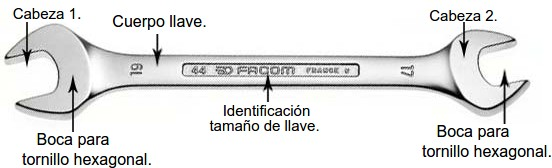 Cabeza 1.
Cuerpo llave.
Cabeza 2.
19
44 FACOM FRANCE
17
Identificación
tamaño de llave.
Boca para
tornillo hexagonal.
Boca para
tornillo hexagonal.